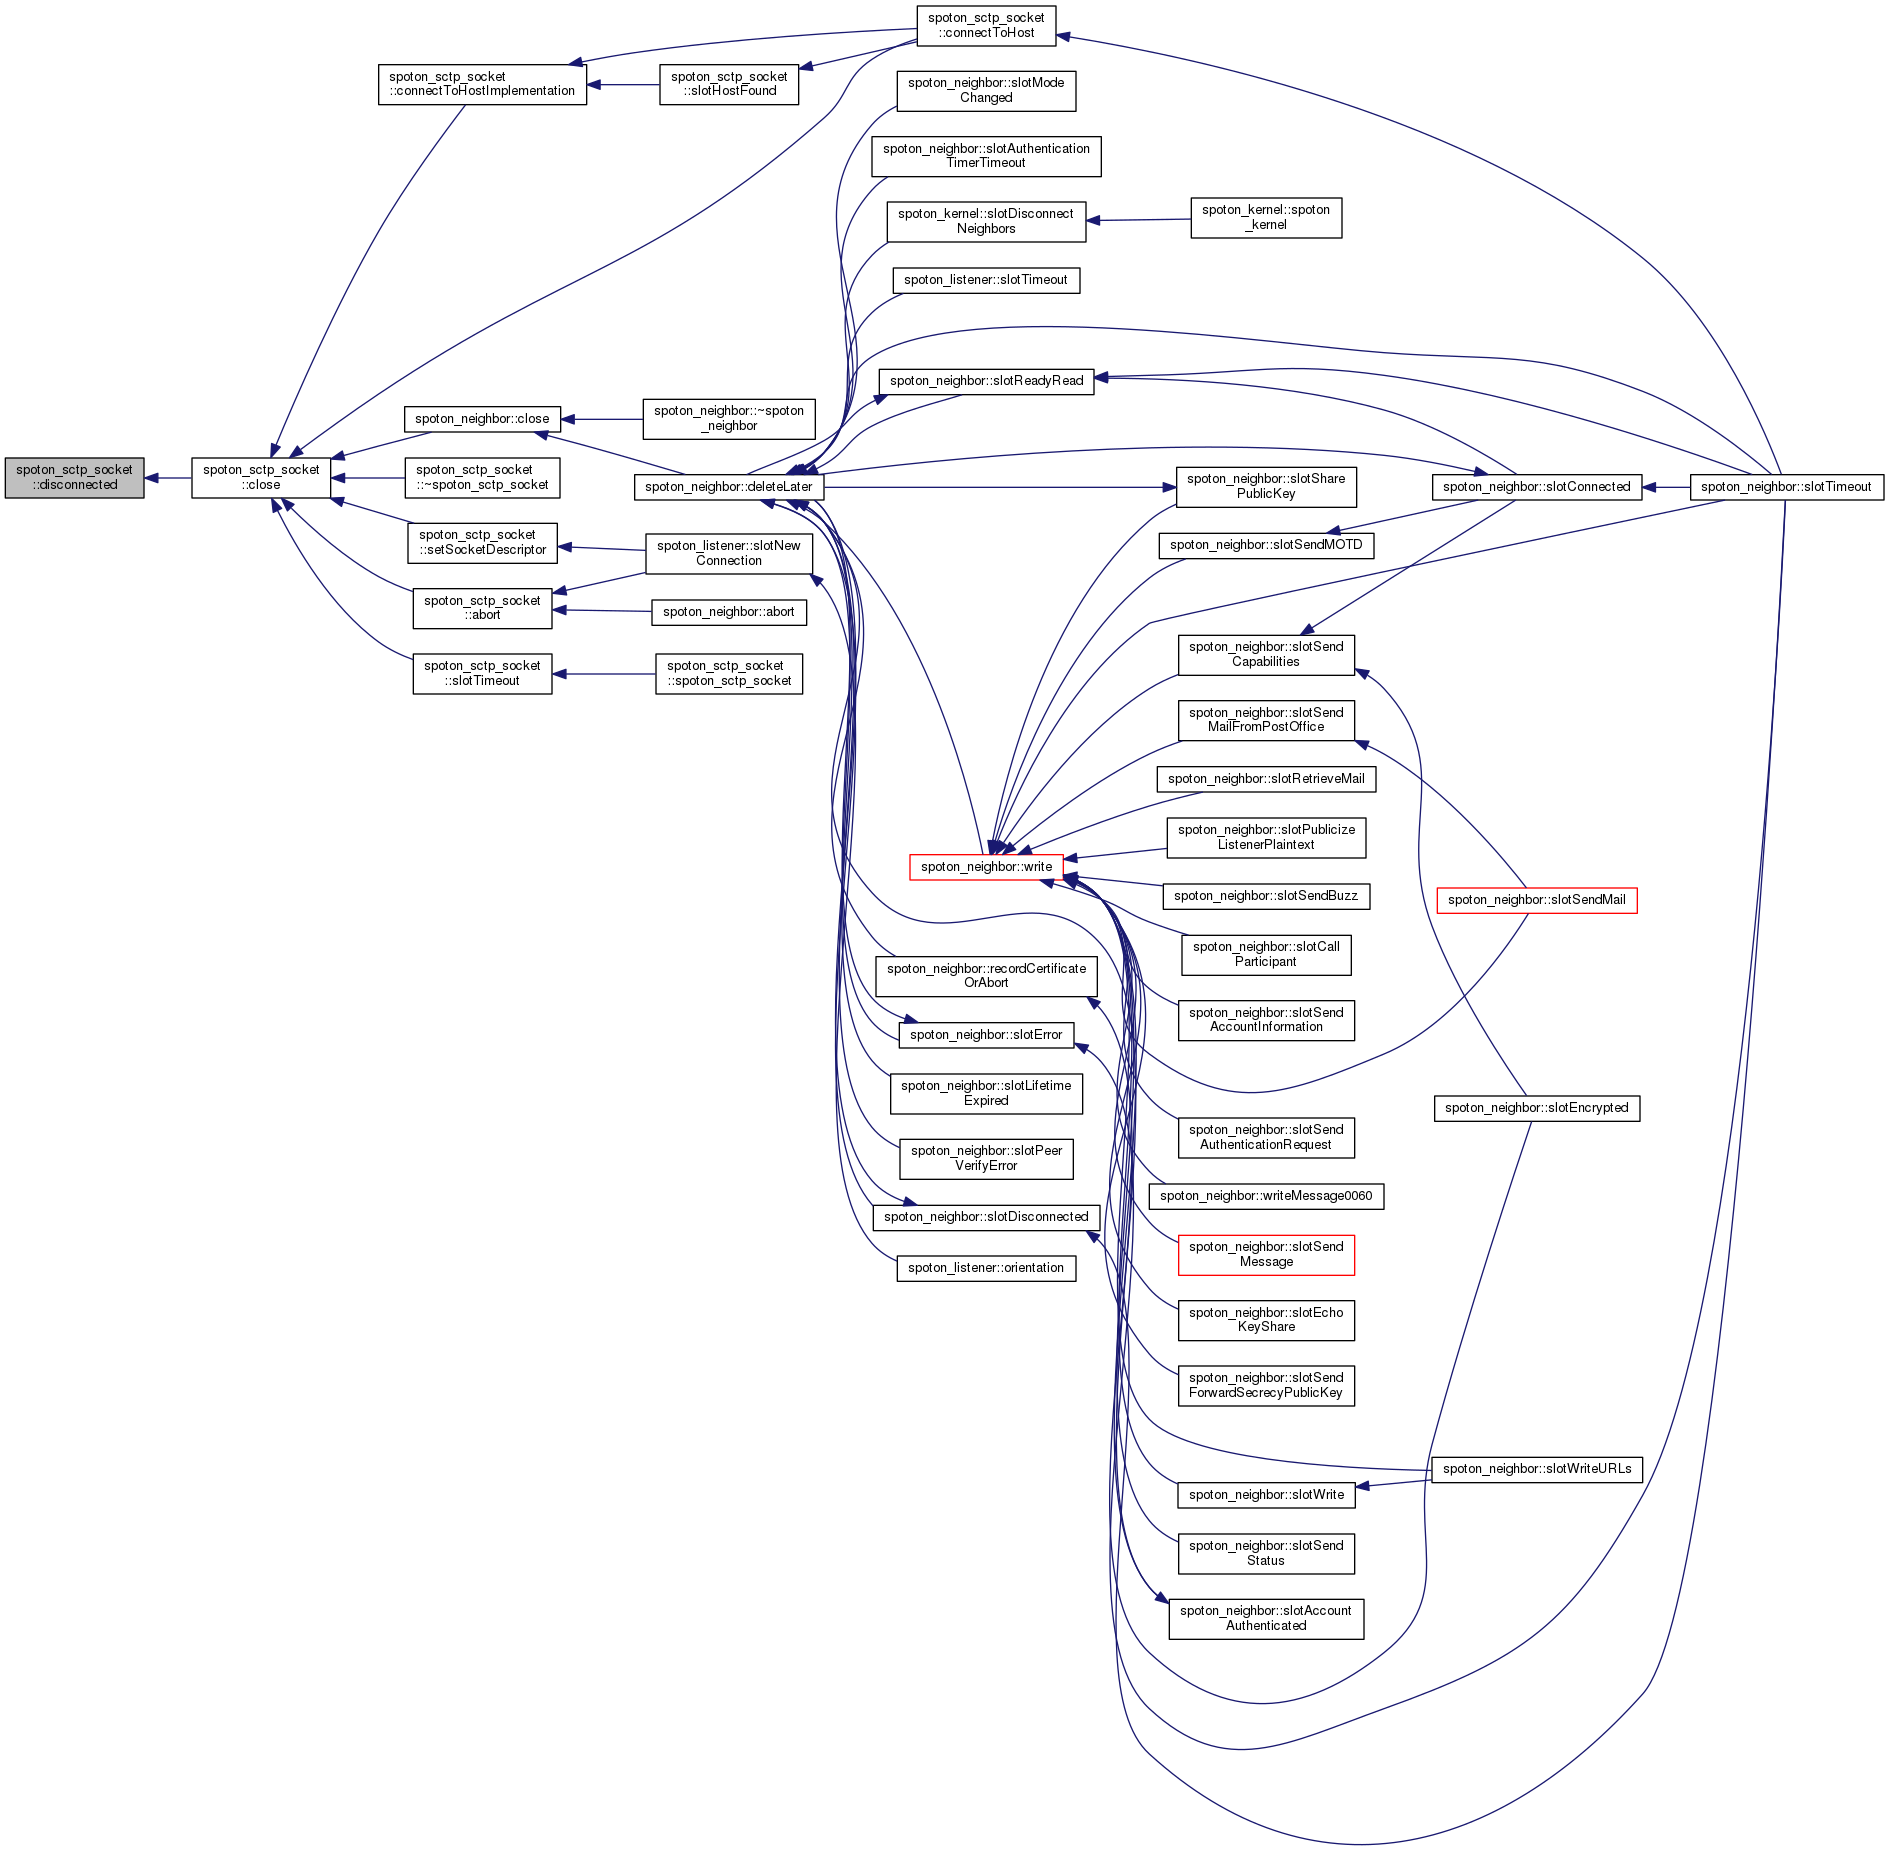 spoton_sctp_socket
::disconnected
spoton_sctp_socket
::close
spoton_sctp_socket
::connectToHostImplementation
spoton_neighbor::close
spoton_sctp_socket
::~spoton_sctp_socket
spoton_sctp_socket
::setSocketDescriptor
spoton_sctp_socket
::abort
spoton_sctp_socket
::slotTimeout
spoton_sctp_socket
::slotHostFound
spoton_neighbor::~spoton
_neighbor
spoton_neighbor::deleteLater
spoton_listener::slotNew
Connection
spoton_neighbor::abort
spoton_sctp_socket
::spoton_sctp_socket
spoton_sctp_socket
::connectToHost
spoton_neighbor::slotMode
Changed
spoton_neighbor::slotAuthentication
TimerTimeout
spoton_kernel::slotDisconnect
Neighbors
spoton_listener::slotTimeout
spoton_neighbor::slotReadyRead
spoton_neighbor::write
spoton_neighbor::recordCertificate
OrAbort
spoton_neighbor::slotError
spoton_neighbor::slotLifetime
Expired
spoton_neighbor::slotPeer
VerifyError
spoton_neighbor::slotDisconnected
spoton_listener::orientation
spoton_kernel::spoton
_kernel
spoton_neighbor::slotShare
PublicKey
spoton_neighbor::slotSendMOTD
spoton_neighbor::slotSend
Capabilities
spoton_neighbor::slotSend
MailFromPostOffice
spoton_neighbor::slotRetrieveMail
spoton_neighbor::slotPublicize
ListenerPlaintext
spoton_neighbor::slotSendBuzz
spoton_neighbor::slotCall
Participant
spoton_neighbor::slotSend
AccountInformation
spoton_neighbor::slotSend
AuthenticationRequest
spoton_neighbor::writeMessage0060
spoton_neighbor::slotSend
Message
spoton_neighbor::slotEcho
KeyShare
spoton_neighbor::slotSend
ForwardSecrecyPublicKey
spoton_neighbor::slotWrite
spoton_neighbor::slotSend
Status
spoton_neighbor::slotAccount
Authenticated
spoton_neighbor::slotConnected
spoton_neighbor::slotSendMail
spoton_neighbor::slotEncrypted
spoton_neighbor::slotWriteURLs
spoton_neighbor::slotTimeout